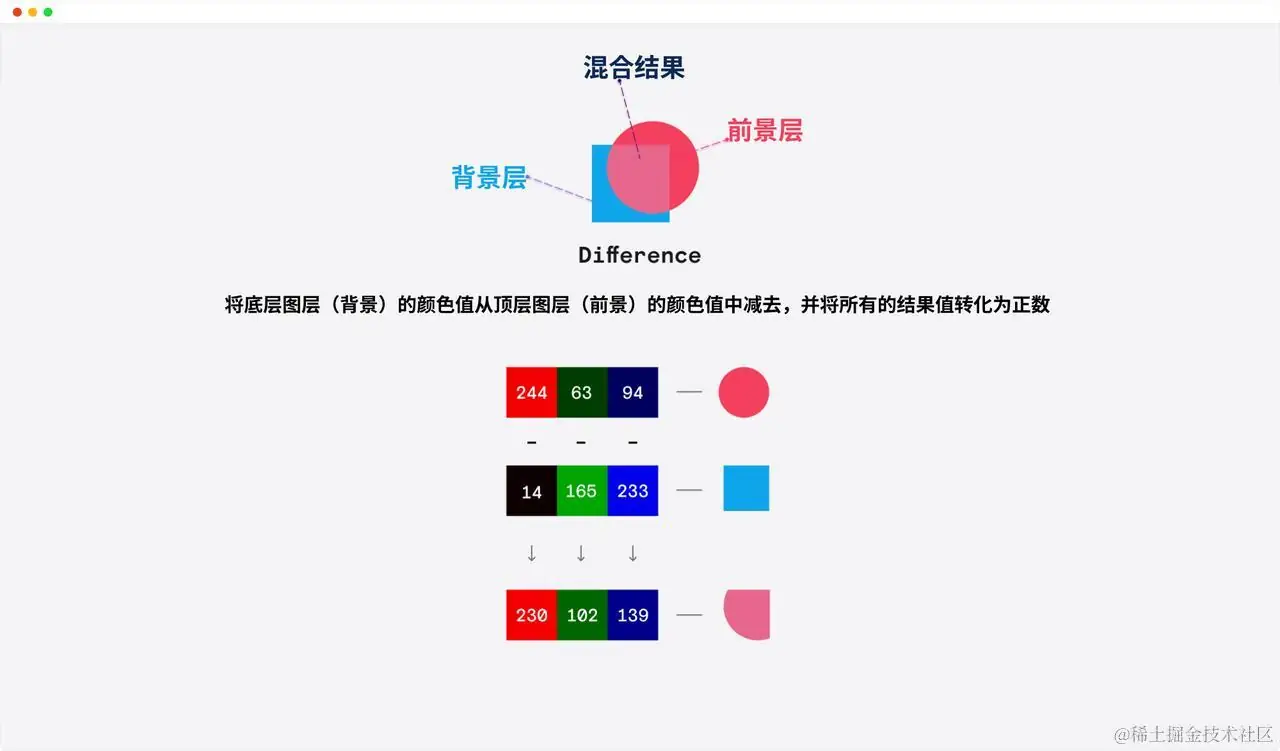 混合结果
前景层
背景层
Difference
将底层图层（背景）的颜色值从顶层图层（前景）的颜色值中减去，并将所有的结果值转化为正数
244 63 94
- - -
14 165 233
↓ ↓ ↓
230 102 139
@稀土掘金技术社区